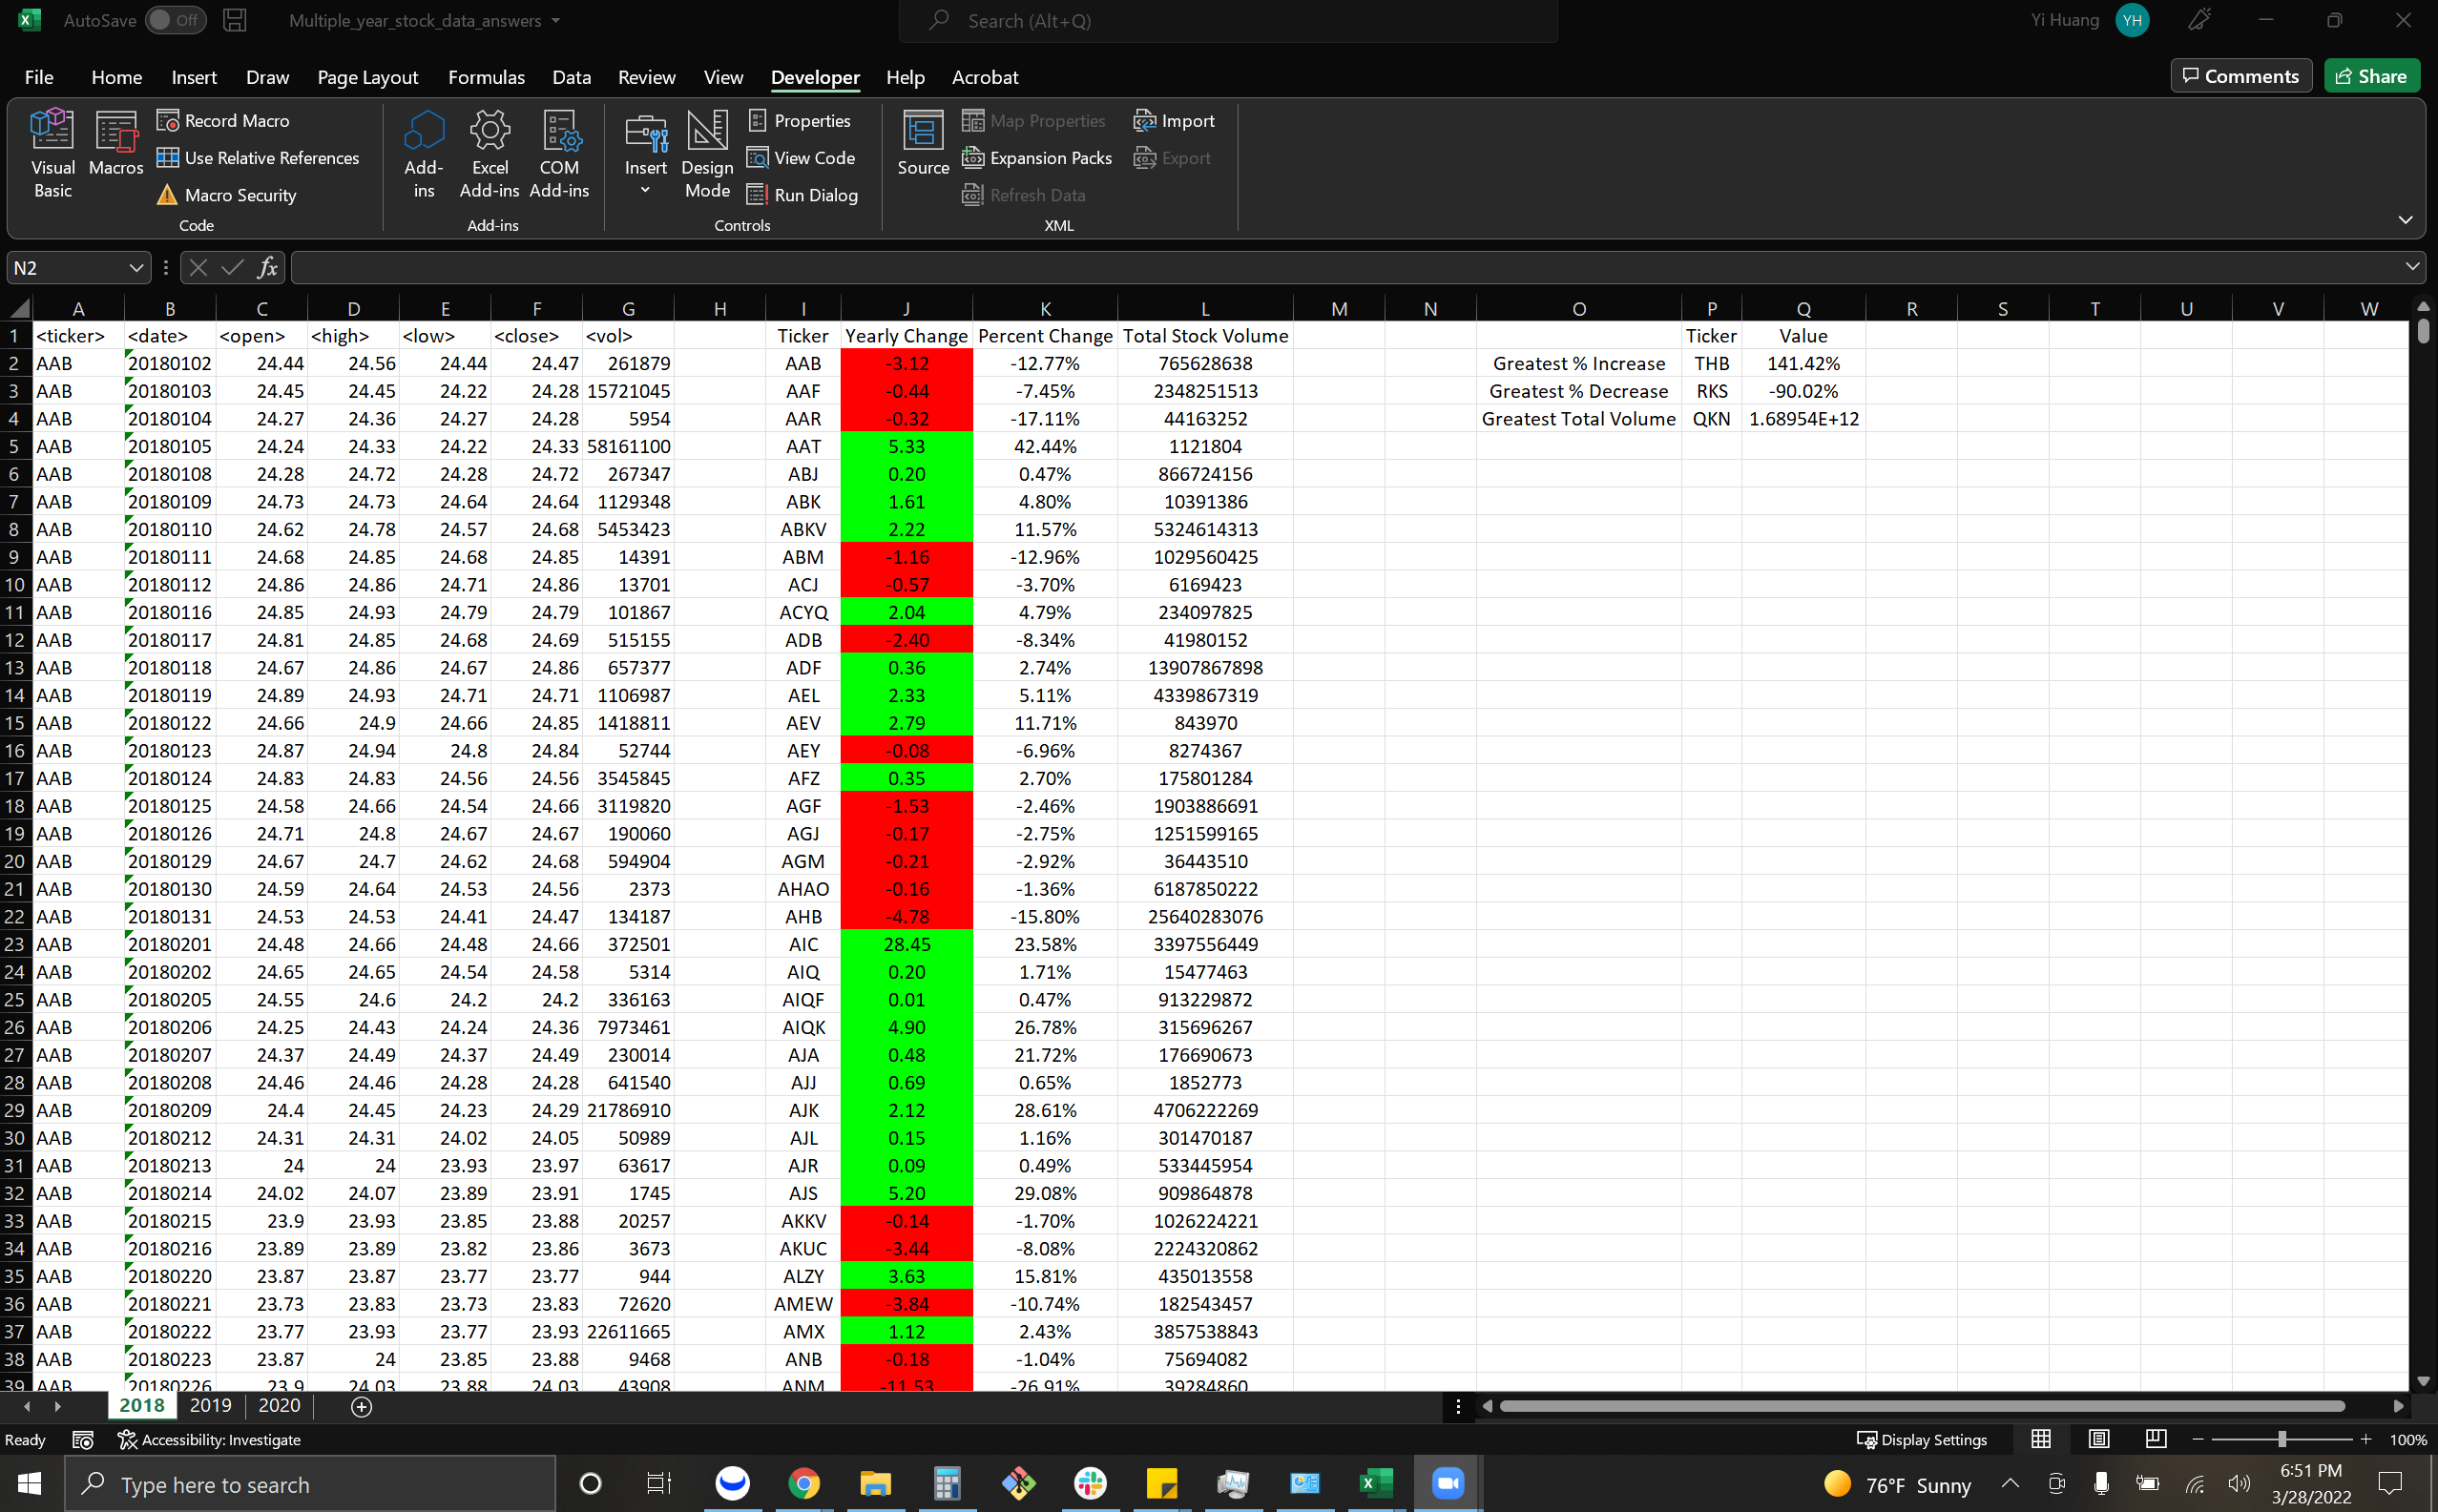 AutoSave Off Multiple_year_stock_data_answers Search (Alt+Q) Yi Huang YH
File Home Insert Draw Page Layout Formulas Data Review View Developer Help Acrobat Comments Share
Visual Basic Macros Record Macro Use Relative References Macro Security Add-ins Excel Add-ins COM Add-ins Insert Design Mode Properties View Code Run Dialog Source Map Properties Expansion Packs Refresh Data Import Export
Code Add-ins Controls XML
N2 fx
A B C D E F G H I J K L M N O P Q R S T U V W
1 <ticker> <date> <open> <high> <low> <close> <vol> Ticker Yearly Change Percent Change Total Stock Volume Ticker Value
2 AAB 20180102 24.44 24.56 24.44 24.47 261879 AAB -3.12 -12.77% 765628638 Greatest % Increase THB 141.42%
3 AAB 20180103 24.45 24.45 24.22 24.28 15721045 AAF -0.44 -7.45% 2348251513 Greatest % Decrease RKS -90.02%
4 AAB 20180104 24.27 24.36 24.27 24.28 5954 AAR -0.32 -17.11% 44163252 Greatest Total Volume QKN 1.68954E+12
5 AAB 20180105 24.24 24.33 24.22 24.33 58161100 AAT 5.33 42.44% 1121804
6 AAB 20180108 24.28 24.72 24.28 24.72 267347 ABJ 0.20 0.47% 866724156
7 AAB 20180109 24.73 24.73 24.64 24.64 1129348 ABK 1.61 4.80% 10391386
8 AAB 20180110 24.62 24.78 24.57 24.68 5453423 ABKV 2.22 11.57% 5324614313
9 AAB 20180111 24.68 24.85 24.68 24.85 14391 ABM -1.16 -12.96% 1029560425
10 AAB 20180112 24.86 24.86 24.71 24.86 13701 ACJ -0.57 -3.70% 6169423
11 AAB 20180116 24.85 24.93 24.79 24.79 101867 ACYQ 2.04 4.79% 234097825
12 AAB 20180117 24.81 24.85 24.68 24.69 515155 ADB -2.40 -8.34% 41980152
13 AAB 20180118 24.67 24.86 24.67 24.86 657377 ADF 0.36 2.74% 13907867898
14 AAB 20180119 24.89 24.93 24.71 24.71 1106987 AEL 2.33 5.11% 4339867319
15 AAB 20180122 24.66 24.9 24.66 24.85 1418811 AEV 2.79 11.71% 843970
16 AAB 20180123 24.87 24.94 24.8 24.84 52744 AEY -0.08 -6.96% 8274367
17 AAB 20180124 24.83 24.83 24.56 24.56 3545845 AFZ 0.35 2.70% 175801284
18 AAB 20180125 24.58 24.66 24.54 24.66 3119820 AGF -1.53 -2.46% 1903886691
19 AAB 20180126 24.71 24.8 24.67 24.67 190060 AGJ -0.17 -2.75% 1251599165
20 AAB 20180129 24.67 24.7 24.62 24.68 594904 AGM -0.21 -2.92% 36443510
21 AAB 20180130 24.59 24.64 24.53 24.56 2373 AHAO -0.16 -1.36% 6187850222
22 AAB 20180131 24.53 24.53 24.41 24.47 134187 AHB -4.78 -15.80% 25640283076
23 AAB 20180201 24.48 24.66 24.48 24.66 372501 AIC 28.45 23.58% 3397556449
24 AAB 20180202 24.65 24.65 24.54 24.58 5314 AIQ 0.20 1.71% 15477463
25 AAB 20180205 24.55 24.6 24.2 24.2 336163 AIQF 0.01 0.47% 913229872
26 AAB 20180206 24.25 24.43 24.24 24.36 7973461 AIQK 4.90 26.78% 315696267
27 AAB 20180207 24.37 24.49 24.37 24.49 230014 AJA 0.48 21.72% 176690673
28 AAB 20180208 24.46 24.46 24.28 24.28 641540 AJJ 0.69 0.65% 1852773
29 AAB 20180209 24.4 24.45 24.23 24.29 21786910 AJK 2.12 28.61% 4706222269
30 AAB 20180212 24.31 24.31 24.02 24.05 50989 AJL 0.15 1.16% 301470187
31 AAB 20180213 24 24 23.93 23.97 63617 AJR 0.09 0.49% 533445954
32 AAB 20180214 24.02 24.07 23.89 23.91 1745 AJS 5.20 29.08% 909864878
33 AAB 20180215 23.9 23.93 23.85 23.88 20257 AKKV -0.14 -1.70% 1026224221
34 AAB 20180216 23.89 23.89 23.82 23.86 3673 AKUC -3.44 -8.08% 2224320862
35 AAB 20180220 23.87 23.87 23.77 23.77 944 ALZY 3.63 15.81% 435013558
36 AAB 20180221 23.73 23.83 23.73 23.83 72620 AMEW -3.84 -10.74% 182543457
37 AAB 20180222 23.77 23.93 23.77 23.93 22611665 AMX 1.12 2.43% 3857538843
38 AAB 20180223 23.87 24 23.85 23.88 9468 ANB -0.18 -1.04% 75694082
39 AAB 20180226 23.9 24.03 23.88 24.03 43908 ANM -11.53 -26.91% 39284860
2018 2019 2020
Ready Accessibility: Investigate Display Settings 100%
Type here to search 76°F Sunny 6:51 PM
3/28/2022